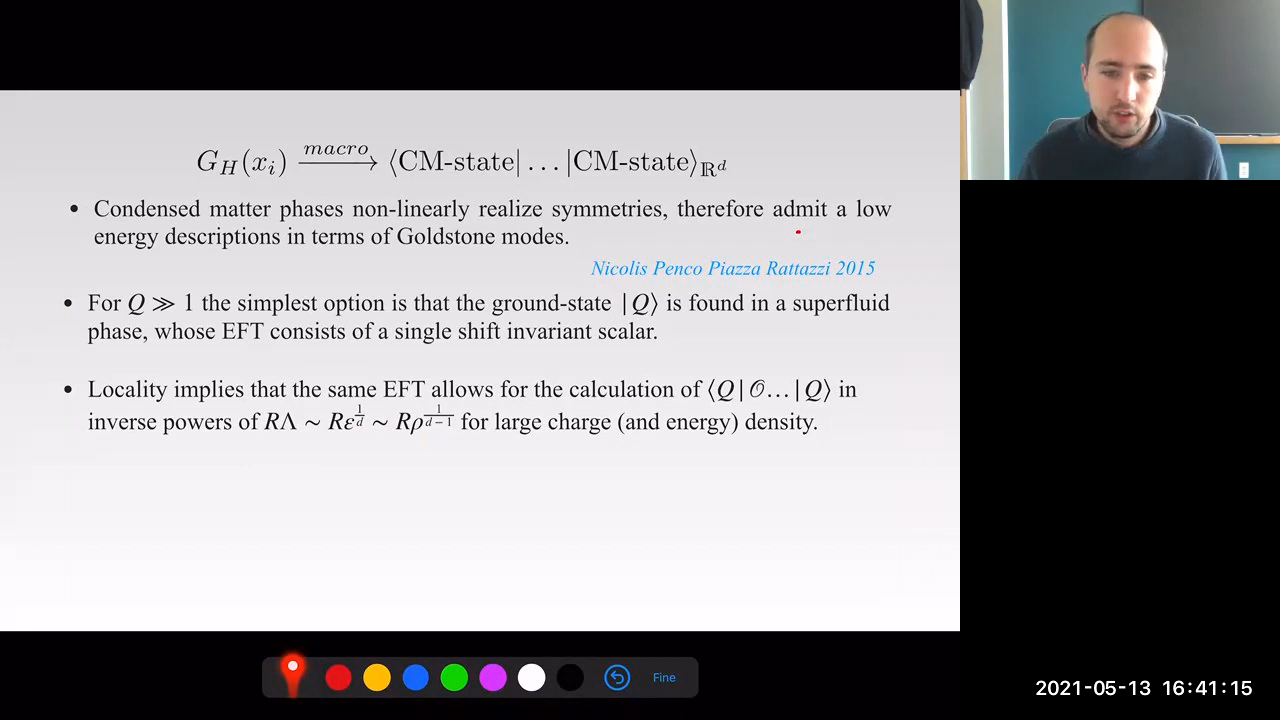 G_H(x_i) \xrightarrow{macro} ⟨CM-state| … |CM-state⟩_{ℝ^d}
• Condensed matter phases non-linearly realize symmetries, therefore admit a low
energy descriptions in terms of Goldstone modes.
Nicolis Penco Piazza Rattazzi 2015
• For Q ≫ 1 the simplest option is that the ground-state |Q⟩ is found in a superfluid
phase, whose EFT consists of a single shift invariant scalar.
• Locality implies that the same EFT allows for the calculation of ⟨Q|𝒪…|Q⟩ in
inverse powers of RΛ ∼ Rε^{1/d} ∼ Rρ^{1/(d−1)} for large charge (and energy) density.
Fine
2021-05-13 16:41:15